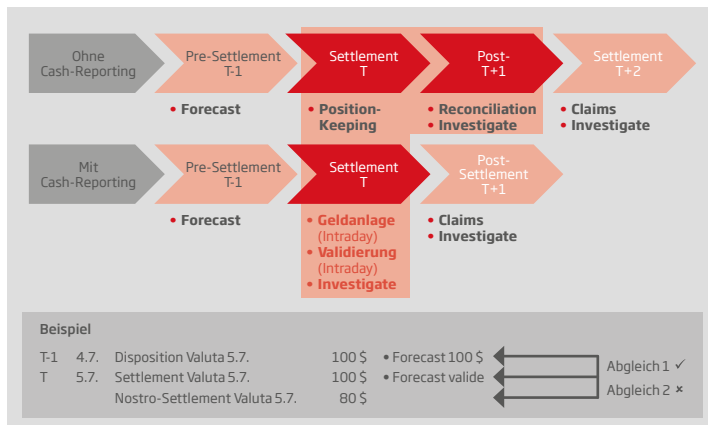 Ohne
Cash-Reporting
Pre-Settlement
T-1
Settlement
T
Post-
T+1
Settlement
T+2
• Forecast
• Position-
Keeping
• Reconciliation
• Investigate
• Claims
• Investigate
Mit
Cash-Reporting
Pre-Settlement
T-1
Settlement
T
Post-
Settlement
T+1
• Forecast
• Geldanlage
(Intraday)
• Validierung
(Intraday)
• Investigate
• Claims
• Investigate
Beispiel
T-1 4.7. Disposition Valuta 5.7. 100 $ • Forecast 100 $
T 5.7. Settlement Valuta 5.7. 100 $ • Forecast valide
Nostro-Settlement Valuta 5.7. 80 $
Abgleich 1 ✓
Abgleich 2 ×